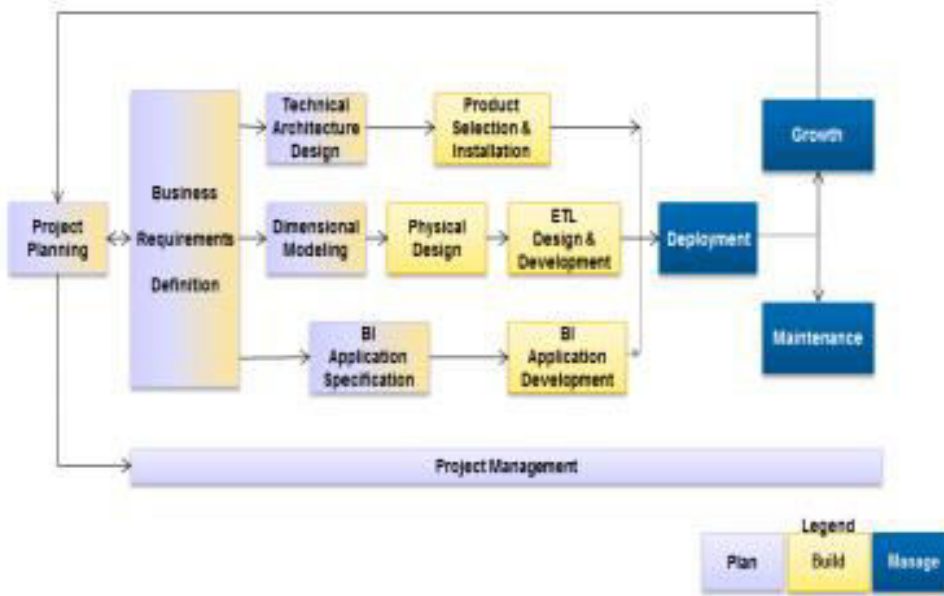 Technical
Architecture
Design
Product
Selection &
Installation
Growth
Business
Requirements
Definition
Project
Planning
Dimensional
Modeling
Physical
Design
ETL
Design &
Development
Deployment
BI
Application
Specification
BI
Application
Development
Maintenance
Project Management
Legend
Plan
Build
Manage